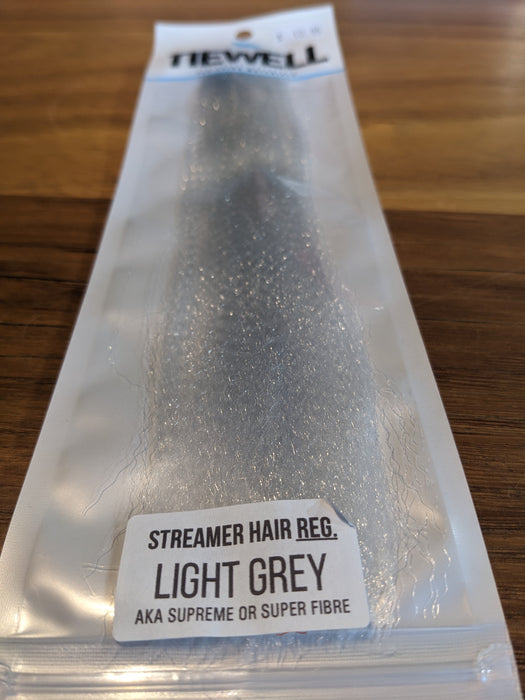 TIEWELL
STREAMER HAIR REG.
LIGHT GREY
AKA SUPREME OR SUPER FIBRE